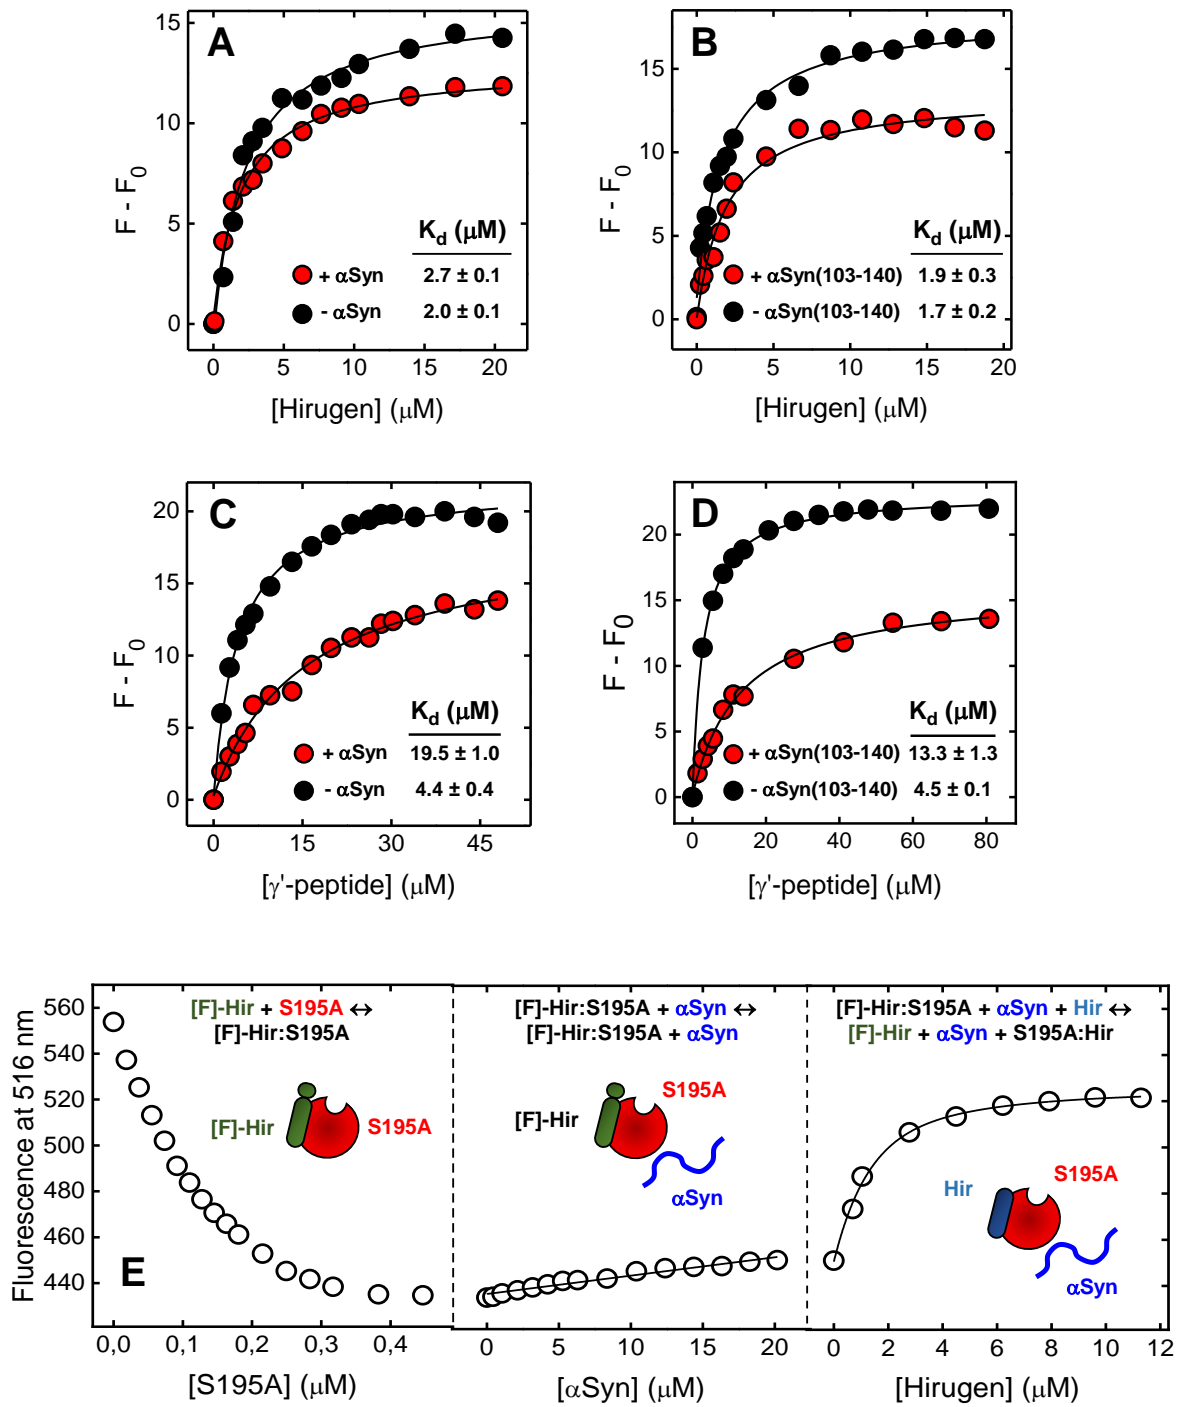 A
F - F0
15
10
5
0
Kd (μM)
+ αSyn 2.7 ± 0.1
- αSyn 2.0 ± 0.1
0 5 10 15 20
[Hirugen] (μM)
B
F - F0
15
10
5
0
Kd (μM)
+ αSyn(103-140) 1.9 ± 0.3
- αSyn(103-140) 1.7 ± 0.2
0 5 10 15 20
[Hirugen] (μM)
C
F - F0
20
15
10
5
0
Kd (μM)
+ αSyn 19.5 ± 1.0
- αSyn 4.4 ± 0.4
0 15 30 45
[γ'-peptide] (μM)
D
F - F0
20
15
10
5
0
Kd (μM)
+ αSyn(103-140) 13.3 ± 1.3
- αSyn(103-140) 4.5 ± 0.1
0 20 40 60 80
[γ'-peptide] (μM)
E
Fluorescence at 516 nm
560
540
520
500
480
460
440
[F]-Hir + S195A ↔
[F]-Hir:S195A
[F]-Hir
S195A
0,0 0,1 0,2 0,3 0,4
[S195A] (μM)
[F]-Hir:S195A + αSyn ↔
[F]-Hir:S195A + αSyn
S195A
[F]-Hir
αSyn
0 5 10 15 20
[αSyn] (μM)
[F]-Hir:S195A + αSyn + Hir ↔
[F]-Hir + αSyn + S195A:Hir
S195A
Hir
αSyn
0 2 4 6 8 10 12
[Hirugen] (μM)